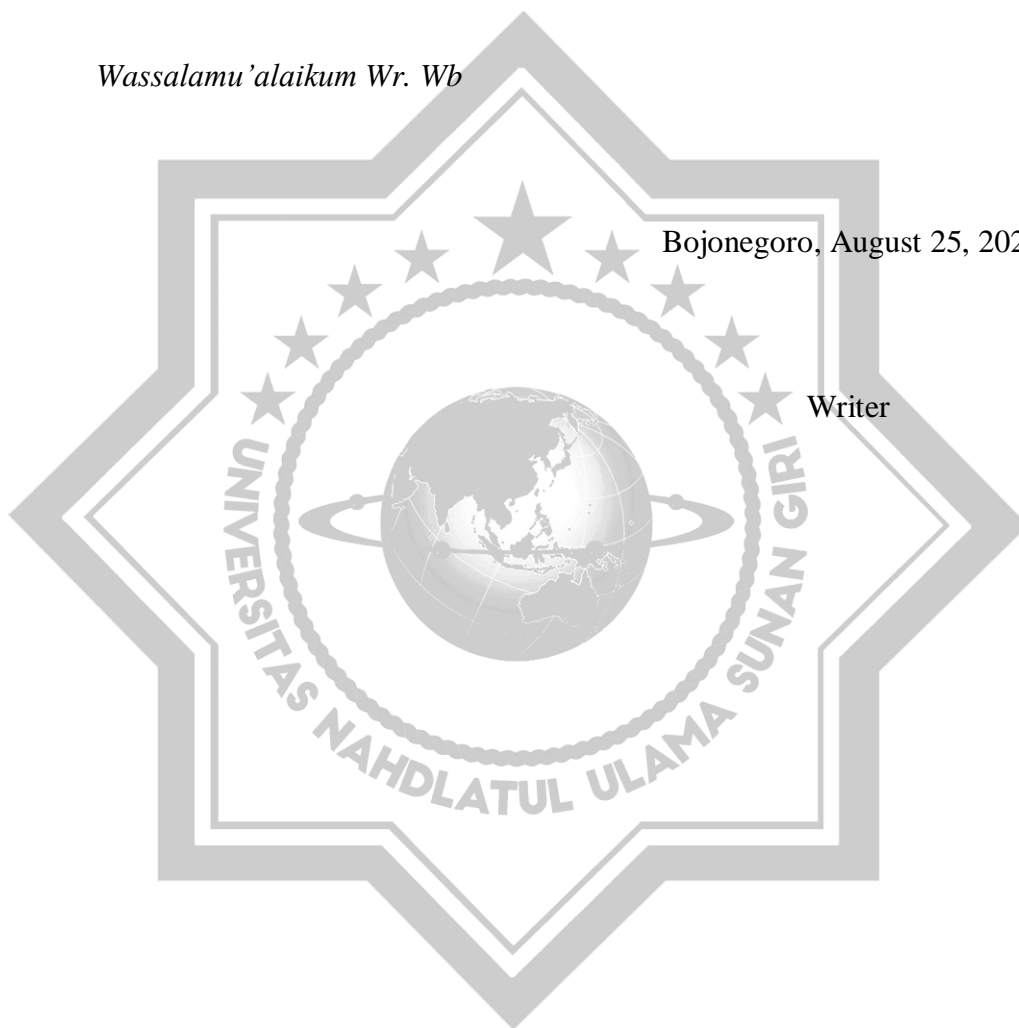 Wassalamu’alaikum Wr. Wb
Bojonegoro, August 25, 202
Writer
UNIVERSITAS NAHDLATUL ULAMA SUNAN GIRI